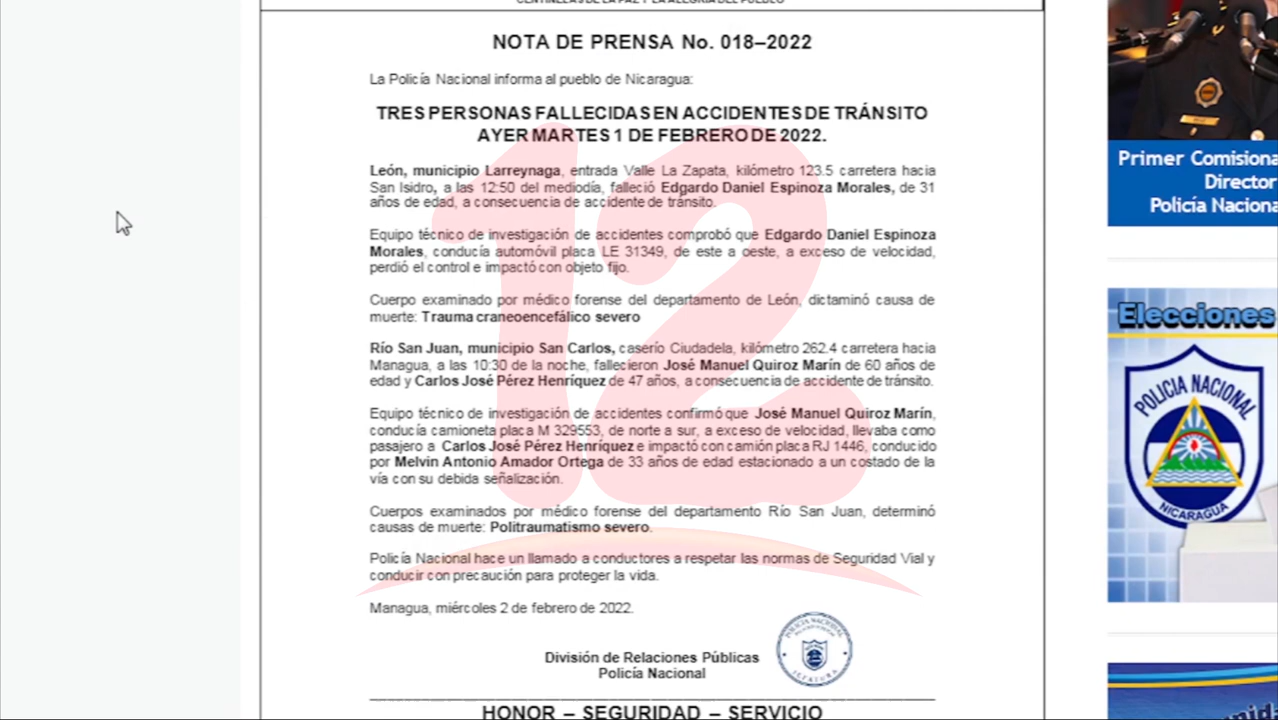 CENTINELAS DE LA PAZ Y LA ALEGRÍA DEL PUEBLO
NOTA DE PRENSA No. 018–2022
La Policía Nacional informa al pueblo de Nicaragua:
TRES PERSONAS FALLECIDAS EN ACCIDENTES DE TRÁNSITO
AYER MARTES 1 DE FEBRERO DE 2022.
León, municipio Larreynaga, entrada Valle La Zapata, kilómetro 123.5 carretera hacia
San Isidro, a las 12:50 del mediodía, falleció Edgardo Daniel Espinoza Morales, de 31
años de edad, a consecuencia de accidente de tránsito.
Equipo técnico de investigación de accidentes comprobó que Edgardo Daniel Espinoza
Morales, conducía automóvil placa LE 31349, de este a oeste, a exceso de velocidad,
perdió el control e impactó con objeto fijo.
Cuerpo examinado por médico forense del departamento de León, dictaminó causa de
muerte: Trauma craneoencefálico severo
Río San Juan, municipio San Carlos, caserío Ciudadela, kilómetro 262.4 carretera hacia
Managua, a las 10:30 de la noche, fallecieron José Manuel Quiroz Marín de 60 años de
edad y Carlos José Pérez Henríquez de 47 años, a consecuencia de accidente de tránsito.
Equipo técnico de investigación de accidentes confirmó que José Manuel Quiroz Marín,
conducía camioneta placa M 329553, de norte a sur, a exceso de velocidad, llevaba como
pasajero a Carlos José Pérez Henríquez e impactó con camión placa RJ 1446, conducido
por Melvin Antonio Amador Ortega de 33 años de edad estacionado a un costado de la
vía con su debida señalización.
Cuerpos examinados por médico forense del departamento Río San Juan, determinó
causas de muerte: Politraumatismo severo.
Policía Nacional hace un llamado a conductores a respetar las normas de Seguridad Vial y
conducir con precaución para proteger la vida.
Managua, miércoles 2 de febrero de 2022.
División de Relaciones Públicas
Policía Nacional
POLICIA NACIONAL
JEFATURA
HONOR – SEGURIDAD – SERVICIO
12
Primer Comisiona
Director
Policía Naciona
Elecciones
POLICIA NACIONAL
NICARAGUA